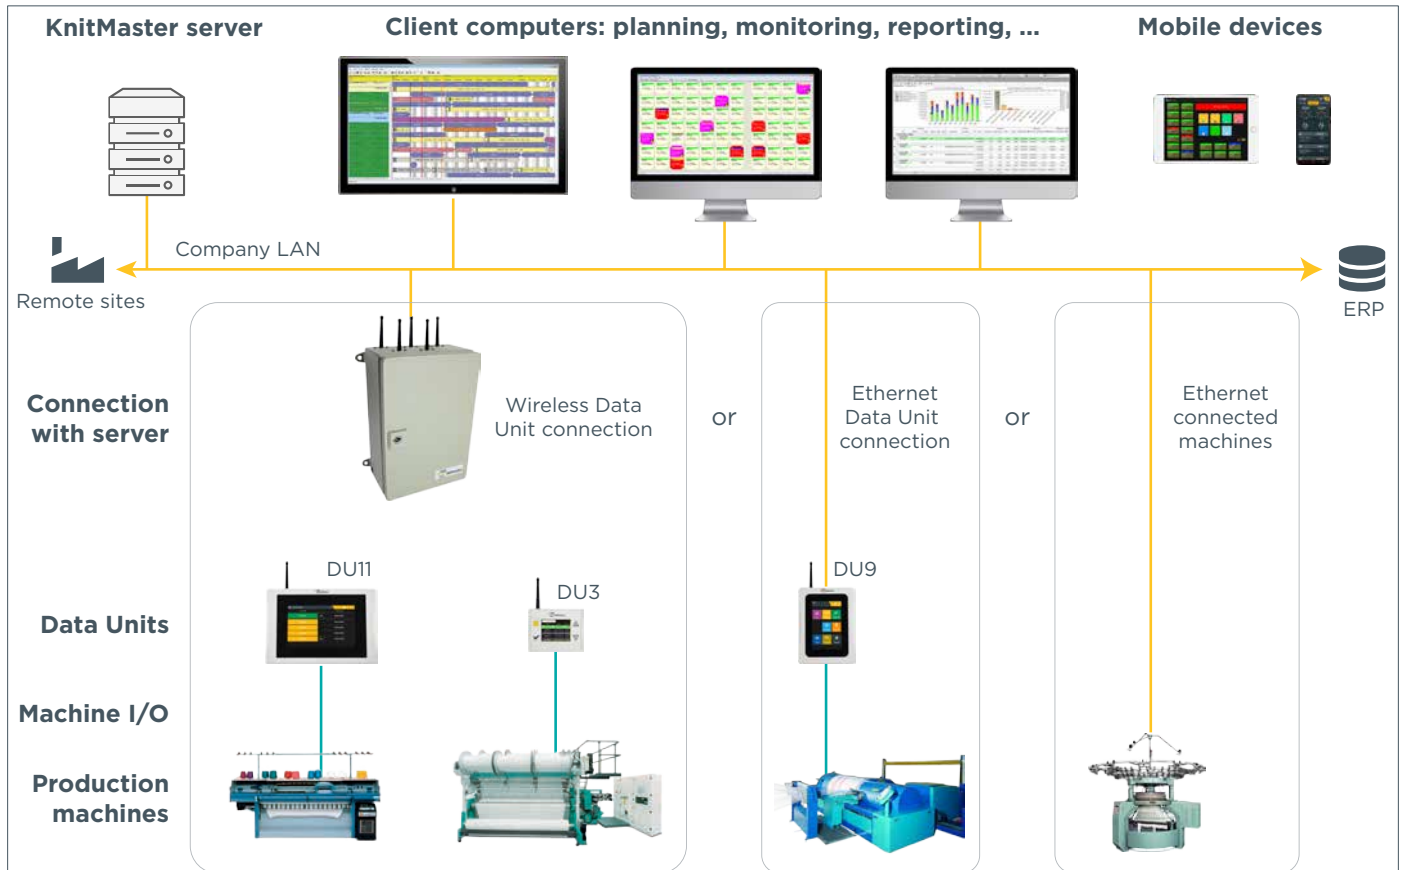 KnitMaster server
Client computers: planning, monitoring, reporting, ...
Mobile devices
Company LAN
Remote sites
ERP
Connection
with server
Wireless Data
Unit connection
or
Ethernet
Data Unit
connection
or
Ethernet
connected
machines
DU11
DU3
DU9
Data Units
Machine I/O
Production
machines